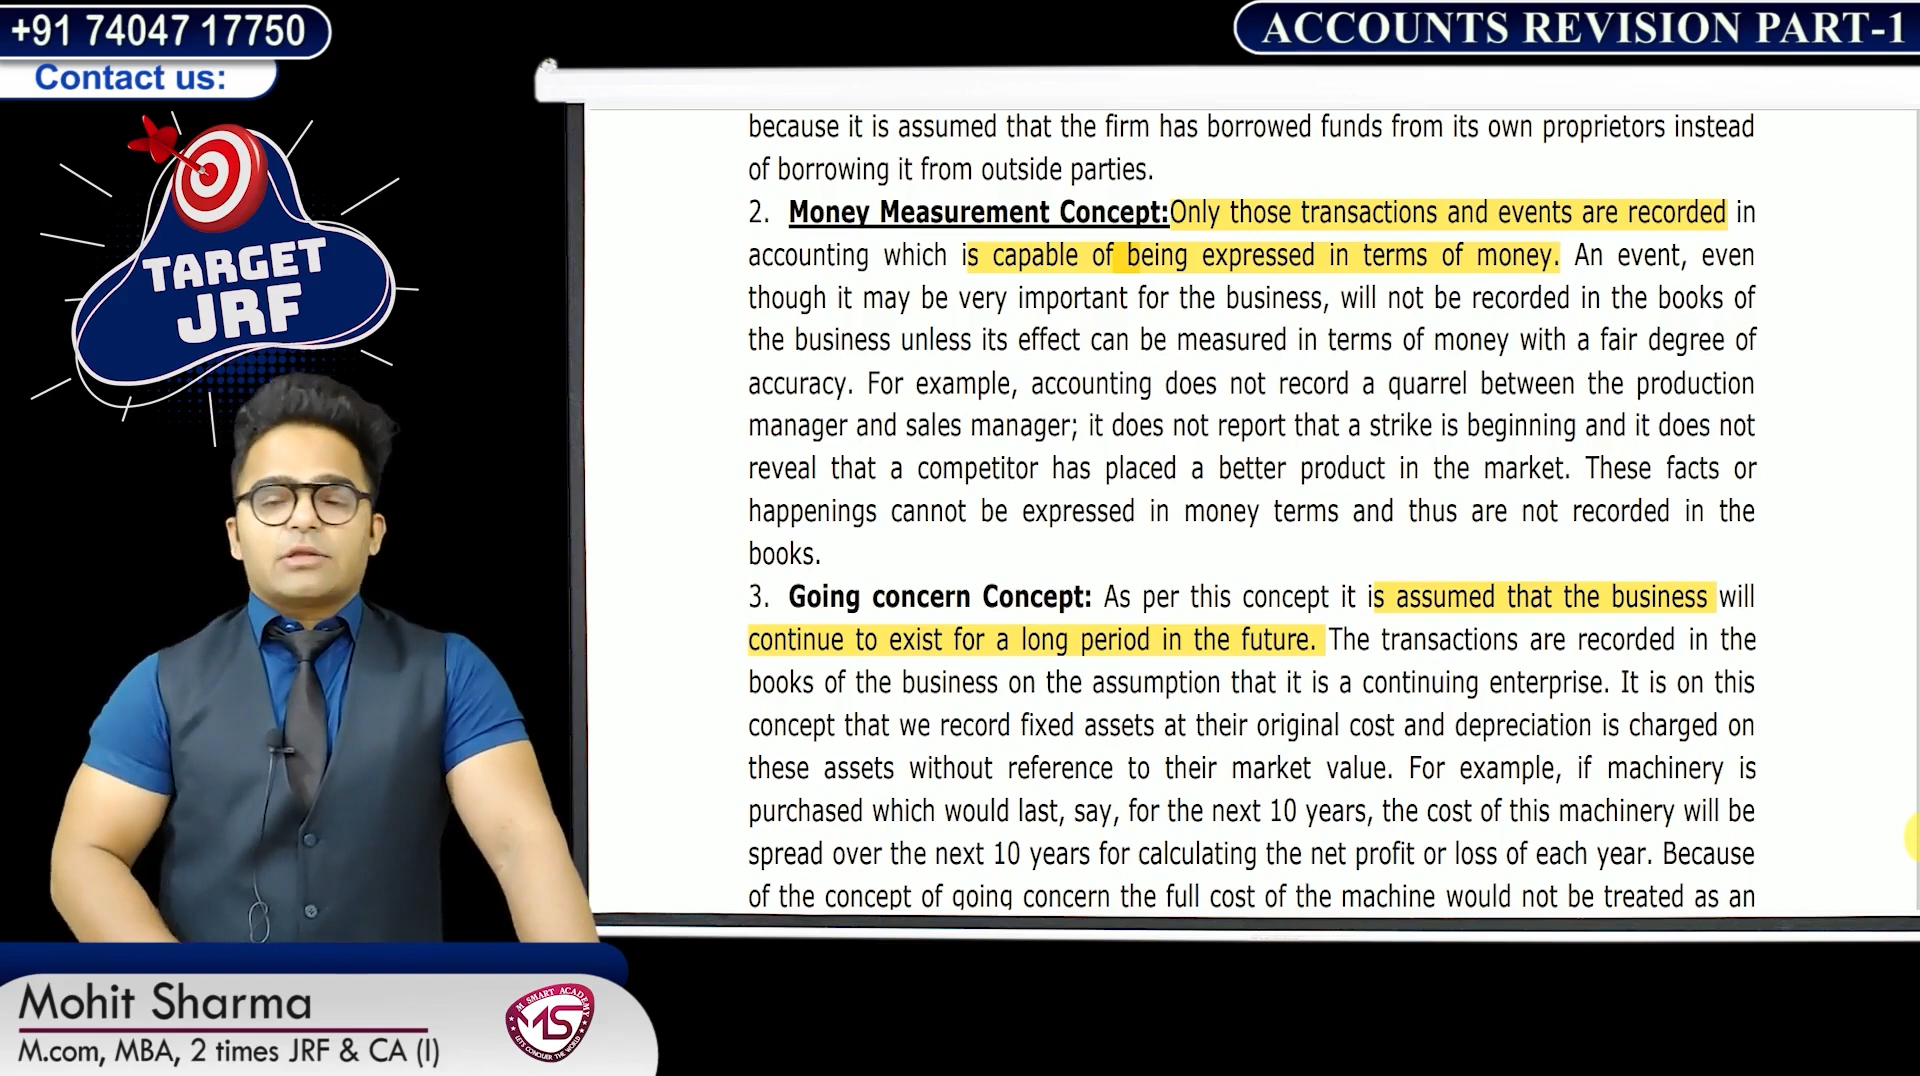 +91 74047 17750
Contact us:
ACCOUNTS REVISION PART-1
TARGET
JRF
because it is assumed that the firm has borrowed funds from its own proprietors instead
of borrowing it from outside parties.
2. Money Measurement Concept:Only those transactions and events are recorded in
accounting which is capable of being expressed in terms of money. An event, even
though it may be very important for the business, will not be recorded in the books of
the business unless its effect can be measured in terms of money with a fair degree of
accuracy. For example, accounting does not record a quarrel between the production
manager and sales manager; it does not report that a strike is beginning and it does not
reveal that a competitor has placed a better product in the market. These facts or
happenings cannot be expressed in money terms and thus are not recorded in the
books.
3. Going concern Concept: As per this concept it is assumed that the business will
continue to exist for a long period in the future. The transactions are recorded in the
books of the business on the assumption that it is a continuing enterprise. It is on this
concept that we record fixed assets at their original cost and depreciation is charged on
these assets without reference to their market value. For example, if machinery is
purchased which would last, say, for the next 10 years, the cost of this machinery will be
spread over the next 10 years for calculating the net profit or loss of each year. Because
of the concept of going concern the full cost of the machine would not be treated as an
Mohit Sharma
M.com, MBA, 2 times JRF & CA (I)
M SMART ACADEMY
MS
LETS CONQUER THE WORLD